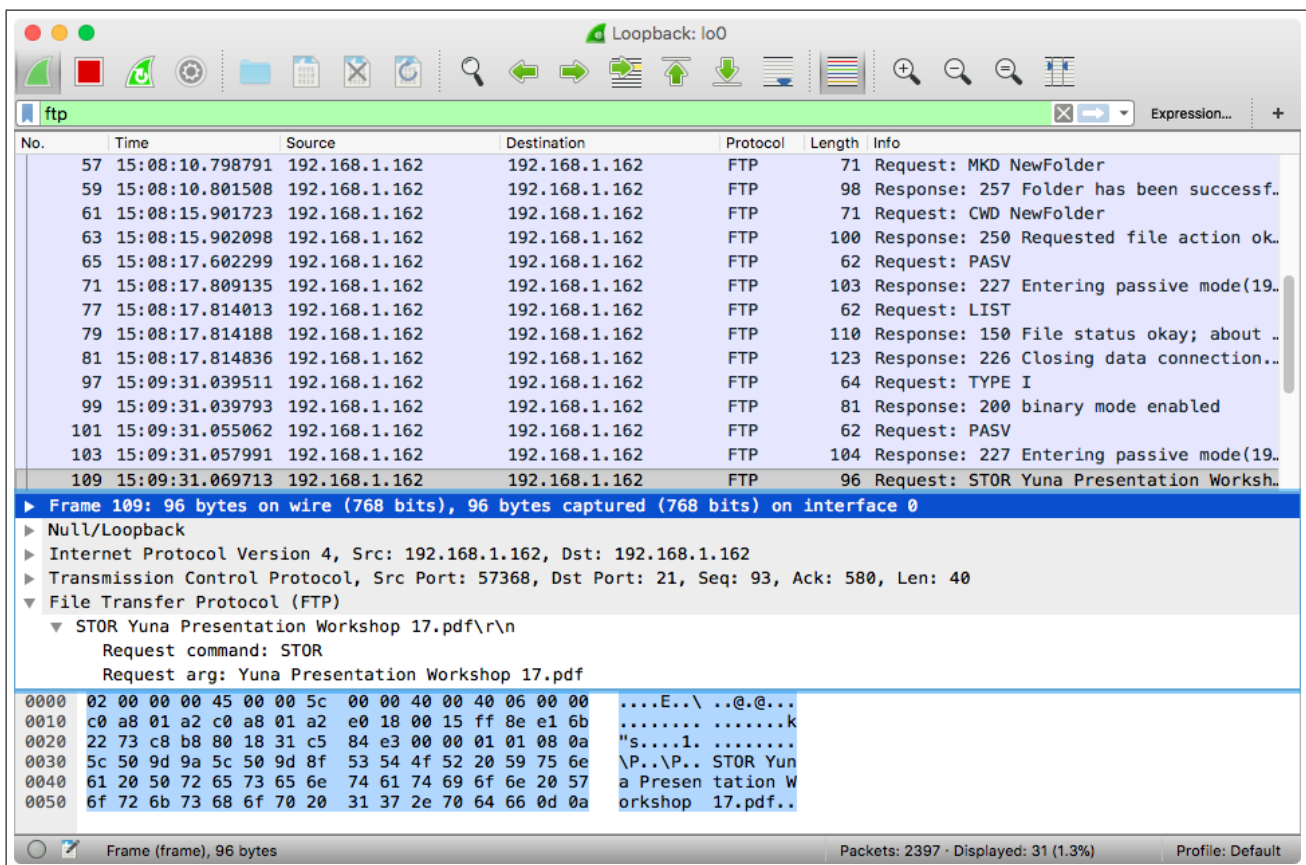 Loopback: lo0
ftp
Expression...
+
No. Time Source Destination Protocol Length Info
57 15:08:10.798791 192.168.1.162 192.168.1.162 FTP 71 Request: MKD NewFolder
59 15:08:10.801508 192.168.1.162 192.168.1.162 FTP 98 Response: 257 Folder has been successf…
61 15:08:15.901723 192.168.1.162 192.168.1.162 FTP 71 Request: CWD NewFolder
63 15:08:15.902098 192.168.1.162 192.168.1.162 FTP 100 Response: 250 Requested file action ok…
65 15:08:17.602299 192.168.1.162 192.168.1.162 FTP 62 Request: PASV
71 15:08:17.809135 192.168.1.162 192.168.1.162 FTP 103 Response: 227 Entering passive mode(19…
77 15:08:17.814013 192.168.1.162 192.168.1.162 FTP 62 Request: LIST
79 15:08:17.814188 192.168.1.162 192.168.1.162 FTP 110 Response: 150 File status okay; about …
81 15:08:17.814836 192.168.1.162 192.168.1.162 FTP 123 Response: 226 Closing data connection.…
97 15:09:31.039511 192.168.1.162 192.168.1.162 FTP 64 Request: TYPE I
99 15:09:31.039793 192.168.1.162 192.168.1.162 FTP 81 Response: 200 binary mode enabled
101 15:09:31.055062 192.168.1.162 192.168.1.162 FTP 62 Request: PASV
103 15:09:31.057991 192.168.1.162 192.168.1.162 FTP 104 Response: 227 Entering passive mode(19…
109 15:09:31.069713 192.168.1.162 192.168.1.162 FTP 96 Request: STOR Yuna Presentation Worksh…
Frame 109: 96 bytes on wire (768 bits), 96 bytes captured (768 bits) on interface 0
Null/Loopback
Internet Protocol Version 4, Src: 192.168.1.162, Dst: 192.168.1.162
Transmission Control Protocol, Src Port: 57368, Dst Port: 21, Seq: 93, Ack: 580, Len: 40
File Transfer Protocol (FTP)
STOR Yuna Presentation Workshop 17.pdf\r\n
Request command: STOR
Request arg: Yuna Presentation Workshop 17.pdf
0000 02 00 00 00 45 00 00 5c 00 00 40 00 40 06 00 00 ....E..\ ..@.@...
0010 c0 a8 01 a2 c0 a8 01 a2 e0 18 00 15 ff 8e e1 6b ........ .......k
0020 22 73 c8 b8 80 18 31 c5 84 e3 00 00 01 01 08 0a "s....1. ........
0030 5c 50 9d 9a 5c 50 9d 8f 53 54 4f 52 20 59 75 6e \P..\P.. STOR Yun
0040 61 20 50 72 65 73 65 6e 74 61 74 69 6f 6e 20 57 a Presen tation W
0050 6f 72 6b 73 68 6f 70 20 31 37 2e 70 64 66 0d 0a orkshop 17.pdf..
Frame (frame), 96 bytes
Packets: 2397 · Displayed: 31 (1.3%)
Profile: Default